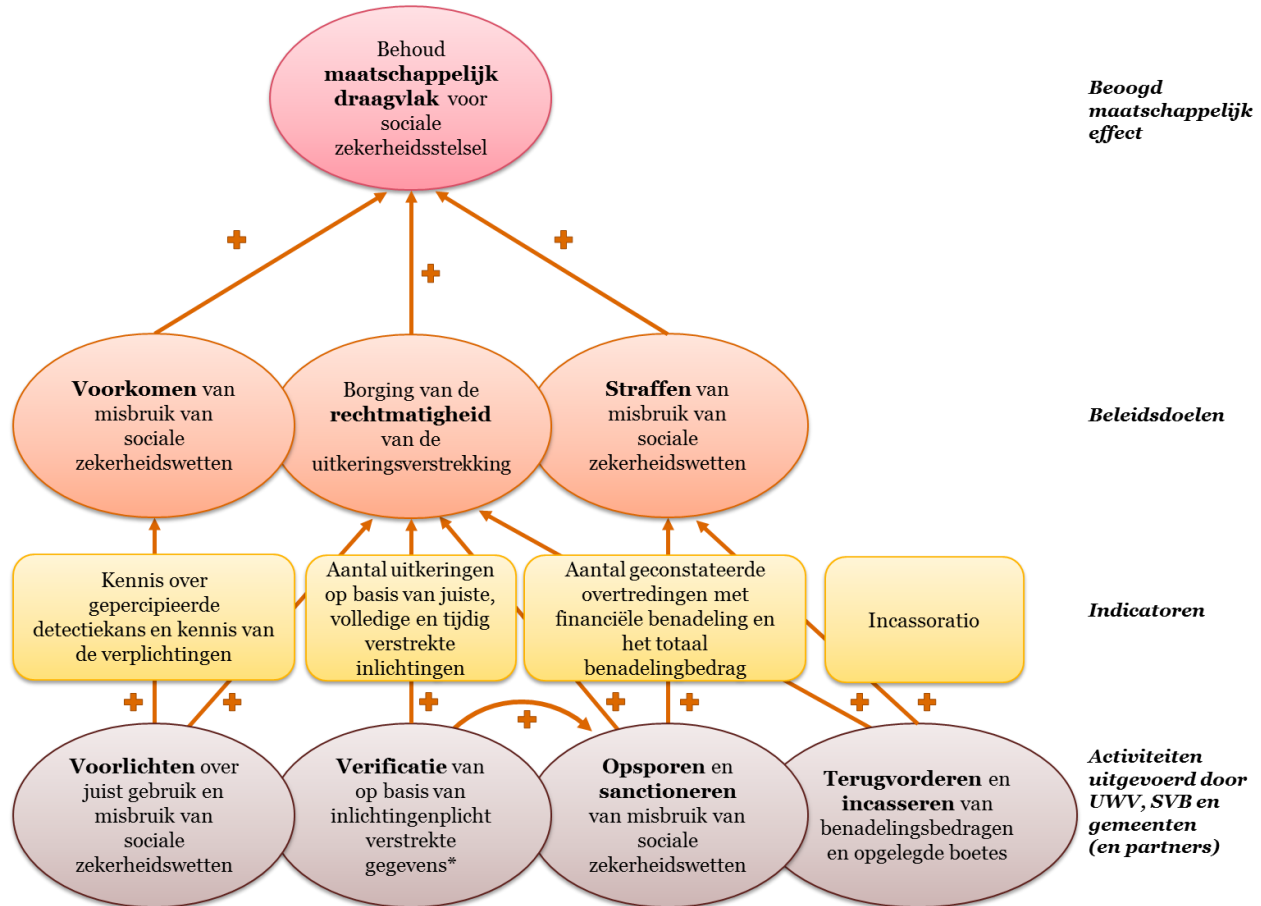 Behoud
maatschappelijk
draagvlak voor
sociale
zekerheidsstelsel
Beoogd
maatschappelijk
effect
Voorkomen van
misbruik van
sociale
zekerheidswetten
Borging van de
rechtmatigheid
van de
uitkeringsverstrekking
Straffen van
misbruik van
sociale
zekerheidswetten
Beleidsdoelen
Kennis over
gepercipieerde
detectiekans en kennis van
de verplichtingen
Aantal uitkeringen
op basis van juiste,
volledige en tijdig
verstrekte
inlichtingen
Aantal geconstateerde
overtredingen met
financiële benadeling en
het totaal
benadelingbedrag
Incassoratio
Indicatoren
Voorlichten over
juist gebruik en
misbruik van
sociale
zekerheidswetten
Verificatie van
op basis van
inlichtingenplicht
verstrekte
gegevens*
Opsporen en
sanctioneren
van misbruik van
sociale
zekerheidswetten
Terugvorderen en
incasseren van
benadelingsbedragen
en opgelegde boetes
Activiteiten
uitgevoerd door
UWV, SVB en
gemeenten
(en partners)